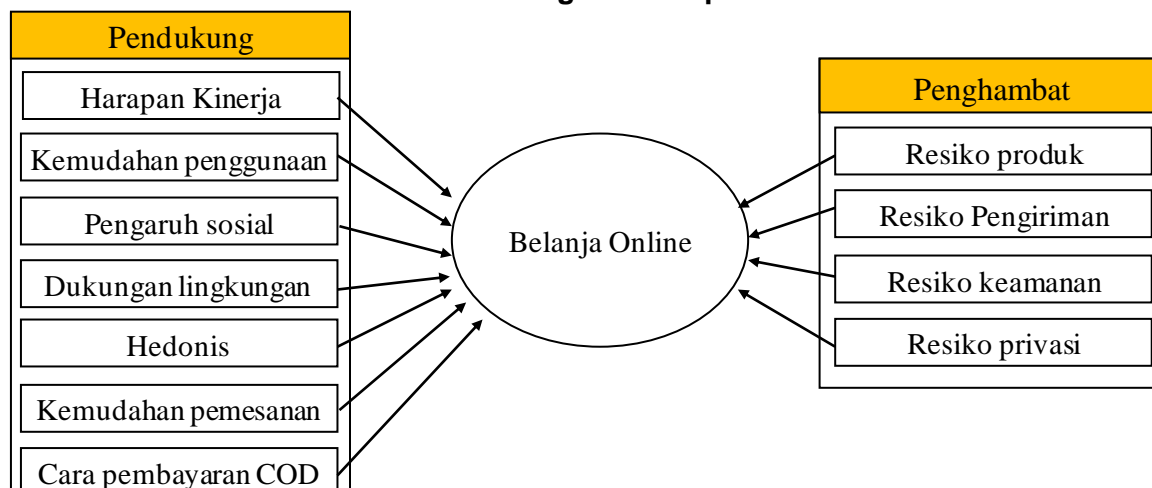 Pendukung
Harapan Kinerja
Kemudahan penggunaan
Pengaruh sosial
Dukungan lingkungan
Hedonis
Kemudahan pemesanan
Cara pembayaran COD
Belanja Online
Penghambat
Resiko produk
Resiko Pengiriman
Resiko keamanan
Resiko privasi